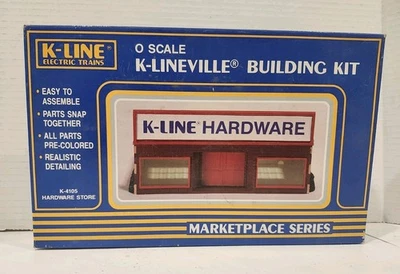 K-LINE
ELECTRIC TRAINS
O SCALE
K-LINEVILLE® BUILDING KIT
• EASY TO
ASSEMBLE
• PARTS SNAP
TOGETHER
• ALL PARTS
PRE-COLORED
• REALISTIC
DETAILING
K-4105
HARDWARE STORE
K-LINE® HARDWARE
MARKETPLACE SERIES